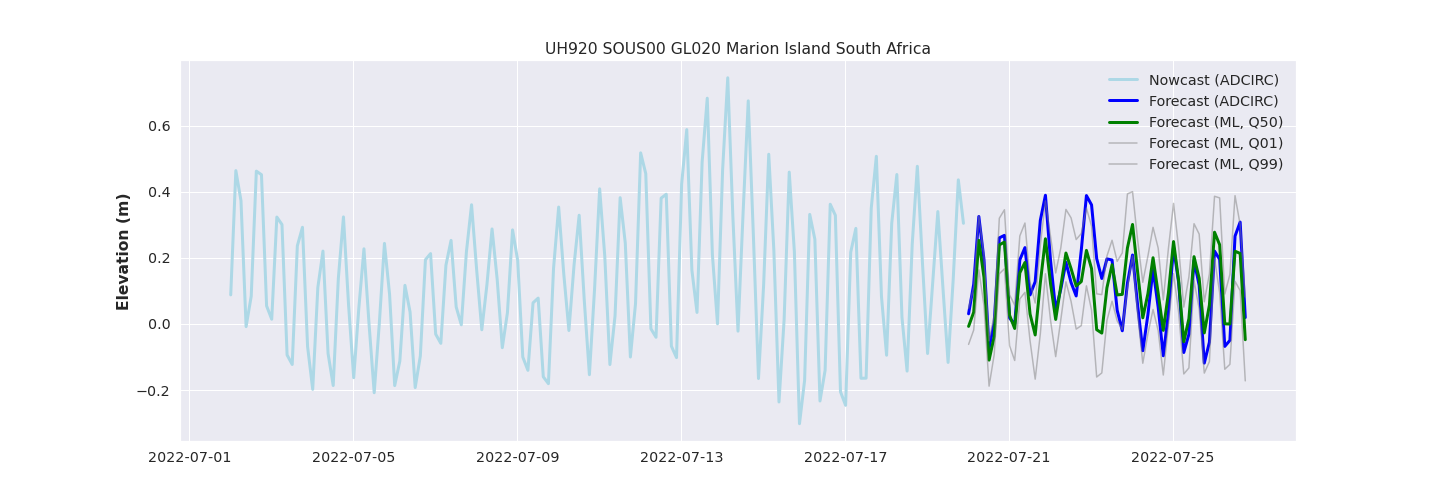 UH920 SOUS00 GL020 Marion Island South Africa
Nowcast (ADCIRC)
Forecast (ADCIRC)
Forecast (ML, Q50)
Forecast (ML, Q01)
Forecast (ML, Q99)
Elevation (m)
0.6
0.4
0.2
0.0
−0.2
2022-07-01 2022-07-05 2022-07-09 2022-07-13 2022-07-17 2022-07-21 2022-07-25